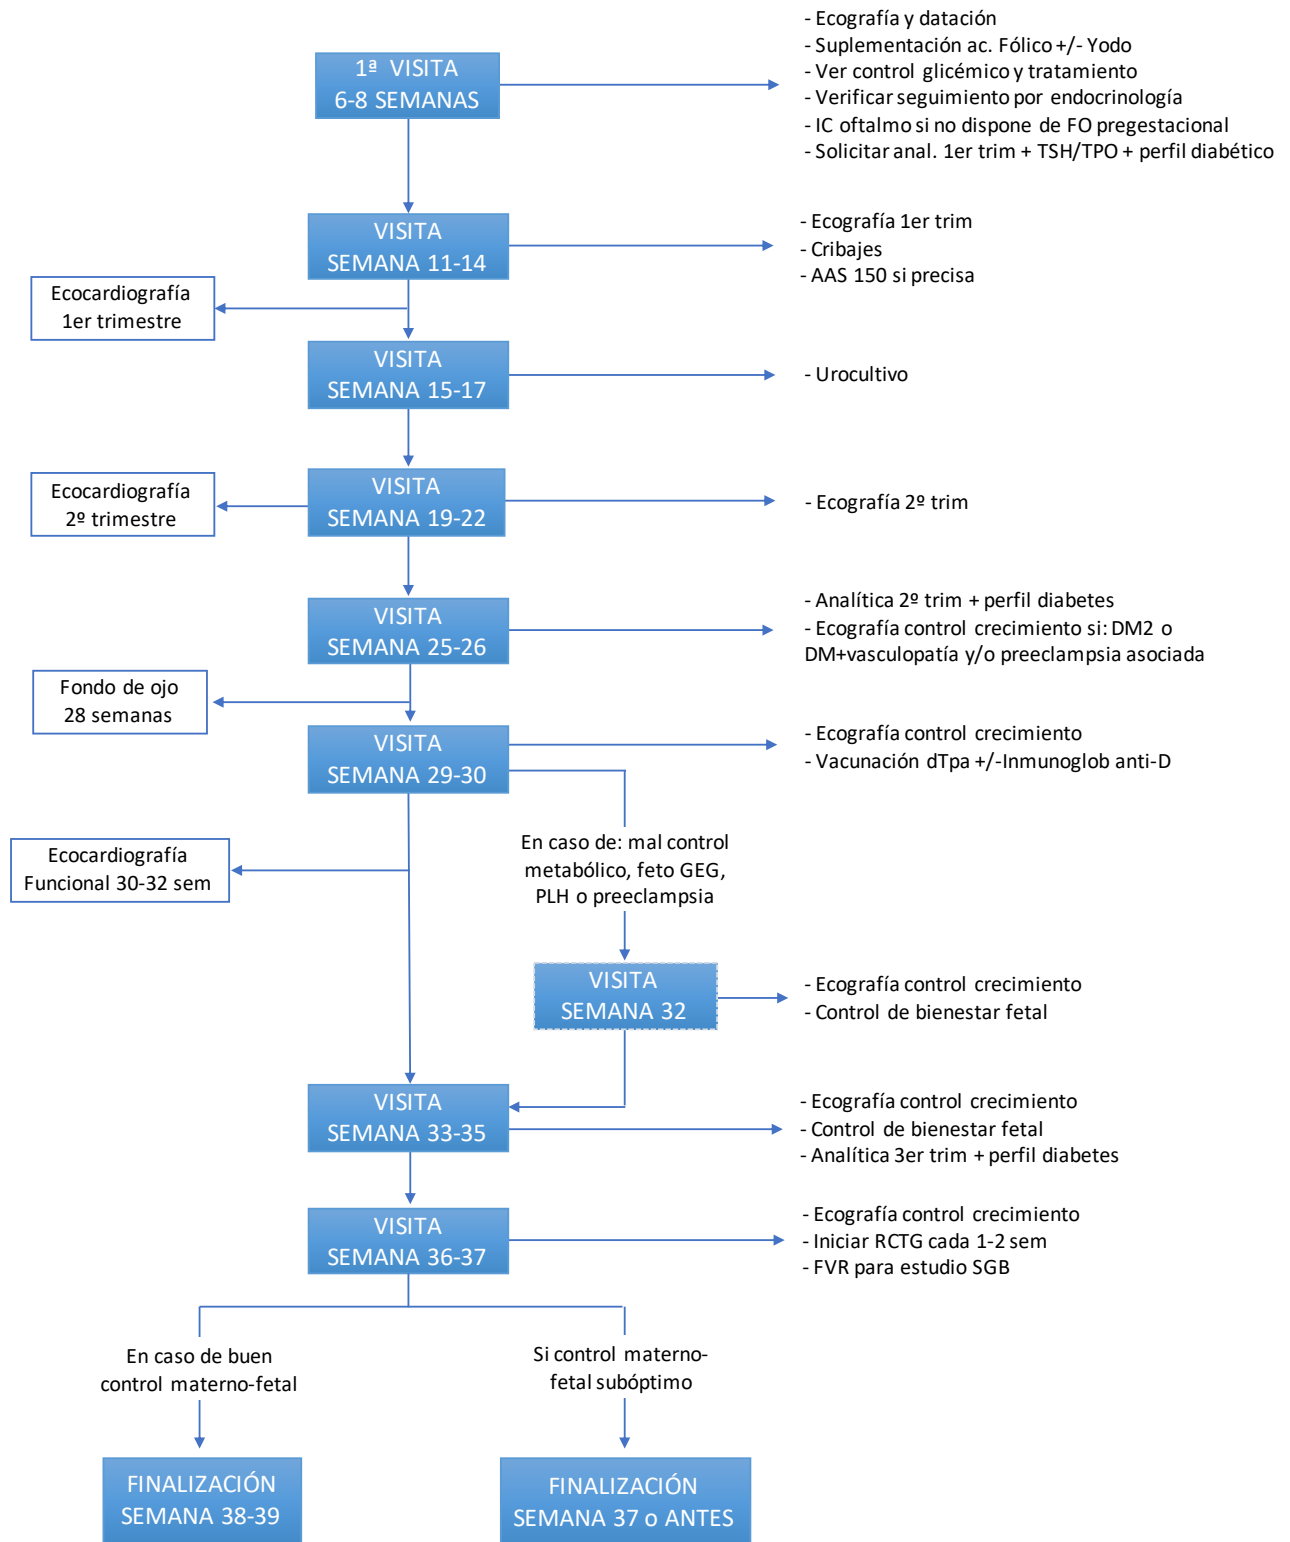 1ª VISITA
6-8 SEMANAS
- Ecografía y datación
- Suplementación ac. Fólico +/- Yodo
- Ver control glicémico y tratamiento
- Verificar seguimiento por endocrinología
- IC oftalmo si no dispone de FO pregestacional
- Solicitar anal. 1er trim + TSH/TPO + perfil diabético
VISITA
SEMANA 11-14
- Ecografía 1er trim
- Cribajes
- AAS 150 si precisa
Ecocardiografía
1er trimestre
VISITA
SEMANA 15-17
- Urocultivo
VISITA
SEMANA 19-22
Ecocardiografía
2º trimestre
- Ecografía 2º trim
VISITA
SEMANA 25-26
- Analítica 2º trim + perfil diabetes
- Ecografía control crecimiento si: DM2 o
DM+vasculopatía y/o preeclampsia asociada
Fondo de ojo
28 semanas
VISITA
SEMANA 29-30
- Ecografía control crecimiento
- Vacunación dTpa +/-Inmunoglob anti-D
Ecocardiografía
Funcional 30-32 sem
En caso de: mal control
metabólico, feto GEG,
PLH o preeclampsia
VISITA
SEMANA 32
- Ecografía control crecimiento
- Control de bienestar fetal
VISITA
SEMANA 33-35
- Ecografía control crecimiento
- Control de bienestar fetal
- Analítica 3er trim + perfil diabetes
VISITA
SEMANA 36-37
- Ecografía control crecimiento
- Iniciar RCTG cada 1-2 sem
- FVR para estudio SGB
En caso de buen
control materno-fetal
Si control materno-
fetal subóptimo
FINALIZACIÓN
SEMANA 38-39
FINALIZACIÓN
SEMANA 37 o ANTES